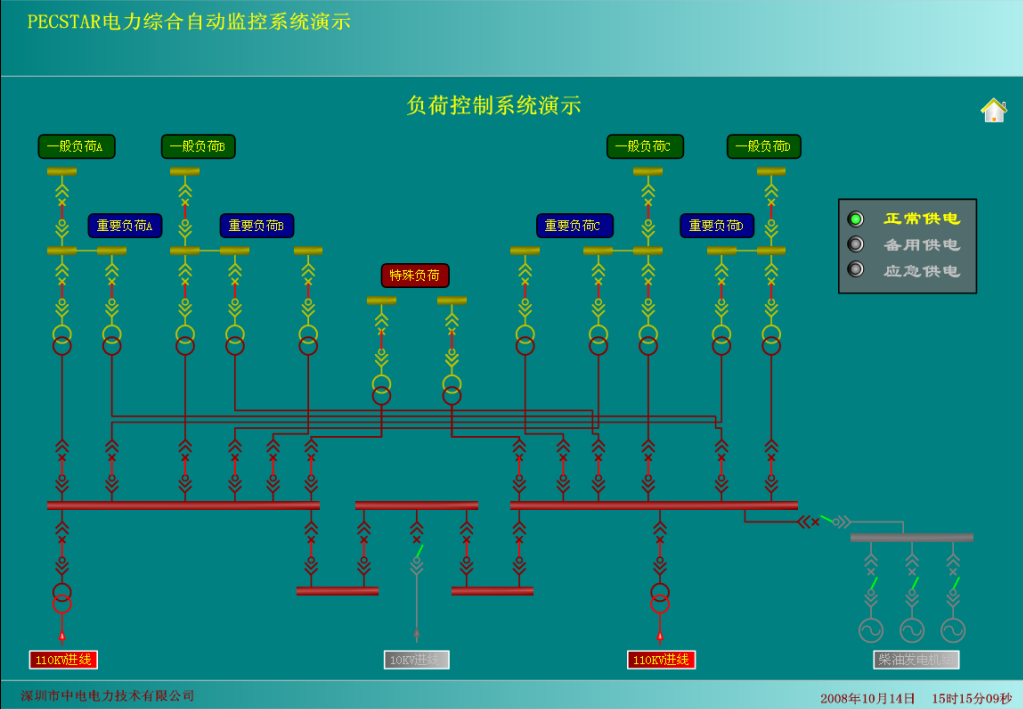 PECSTAR电力综合自动监控系统演示
负荷控制系统演示
一般负荷A
一般负荷B
一般负荷C
一般负荷D
重要负荷A
重要负荷B
重要负荷C
重要负荷D
正常供电
备用供电
应急供电
特殊负荷
110KV进线
10KV进线
110KV进线
柴油发电机组
深圳市中电电力技术有限公司
2008年10月14日 15时15分09秒